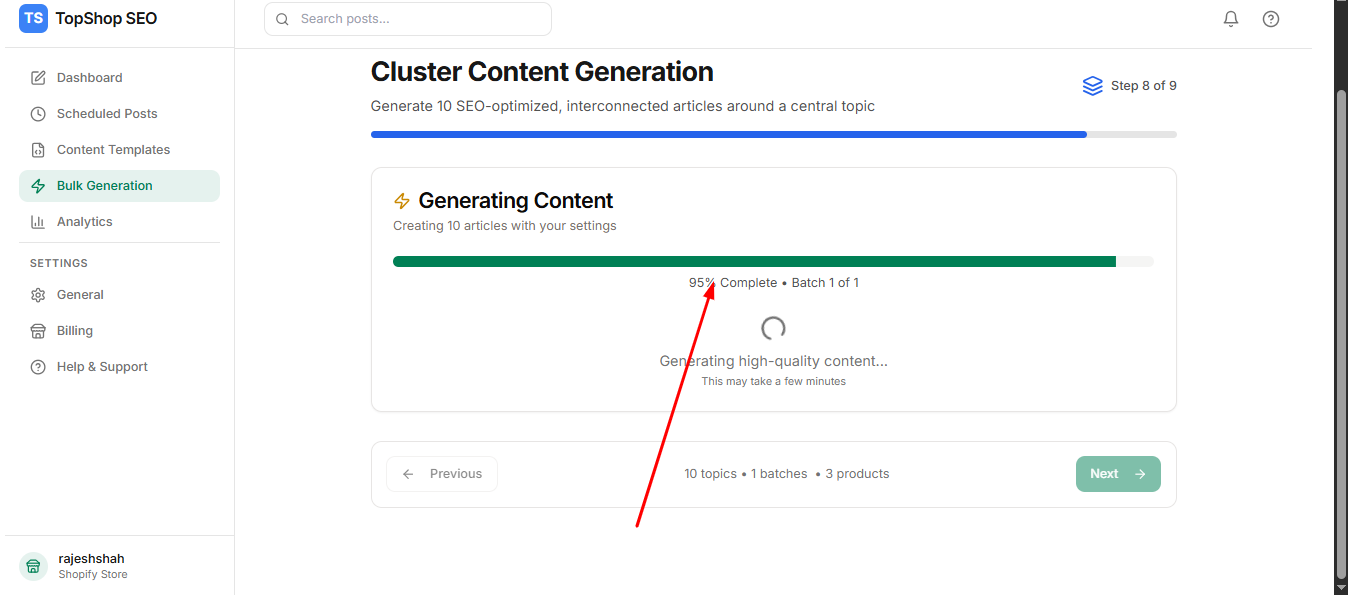 TS TopShop SEO
Search posts...
Dashboard
Scheduled Posts
Content Templates
Bulk Generation
Analytics
SETTINGS
General
Billing
Help & Support
rajeshshah
Shopify Store
Cluster Content Generation
Generate 10 SEO-optimized, interconnected articles around a central topic
Step 8 of 9
Generating Content
Creating 10 articles with your settings
95% Complete • Batch 1 of 1
Generating high-quality content...
This may take a few minutes
Previous
10 topics • 1 batches • 3 products
Next